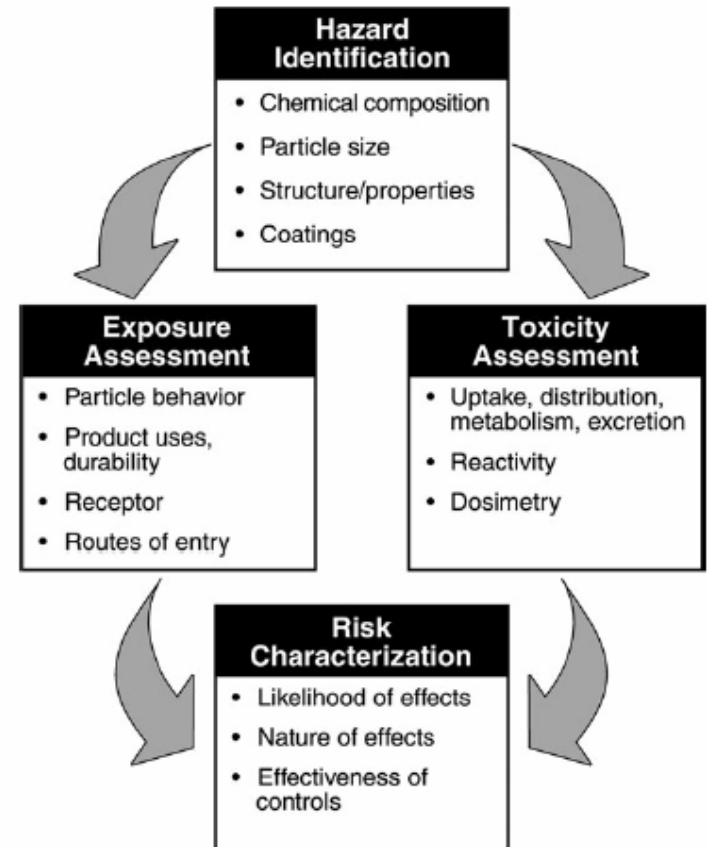 Hazard
Identification
• Chemical composition
• Particle size
• Structure/properties
• Coatings
Exposure
Assessment
• Particle behavior
• Product uses,
durability
• Receptor
• Routes of entry
Toxicity
Assessment
• Uptake, distribution,
metabolism, excretion
• Reactivity
• Dosimetry
Risk
Characterization
• Likelihood of effects
• Nature of effects
• Effectiveness of
controls